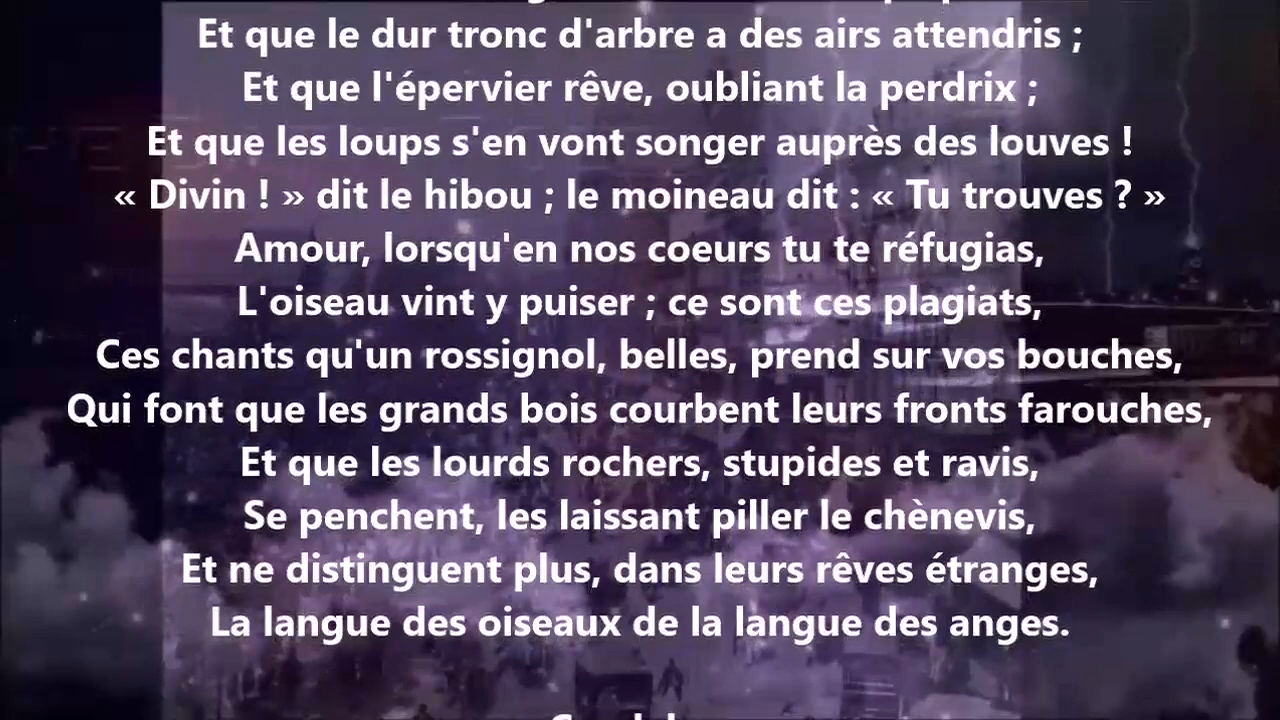 Et que le dur tronc d'arbre a des airs attendris ;
Et que l'épervier rêve, oubliant la perdrix ;
Et que les loups s'en vont songer auprès des louves !
« Divin ! » dit le hibou ; le moineau dit : « Tu trouves ? »
Amour, lorsqu'en nos coeurs tu te réfugias,
L'oiseau vint y puiser ; ce sont ces plagiats,
Ces chants qu'un rossignol, belles, prend sur vos bouches,
Qui font que les grands bois courbent leurs fronts farouches,
Et que les lourds rochers, stupides et ravis,
Se penchent, les laissant piller le chènevis,
Et ne distinguent plus, dans leurs rêves étranges,
La langue des oiseaux de la langue des anges.